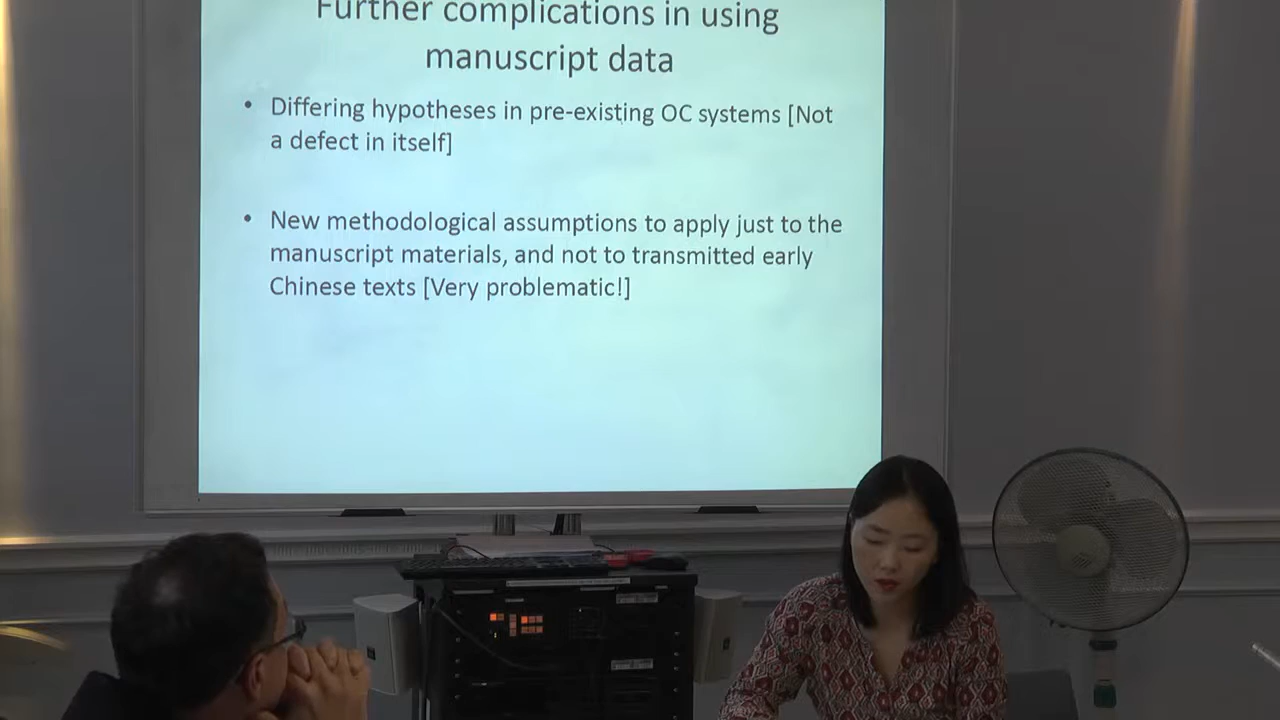 Further complications in using
manuscript data
• Differing hypotheses in pre-existing OC systems [Not
a defect in itself]
• New methodological assumptions to apply just to the
manuscript materials, and not to transmitted early
Chinese texts [Very problematic!]